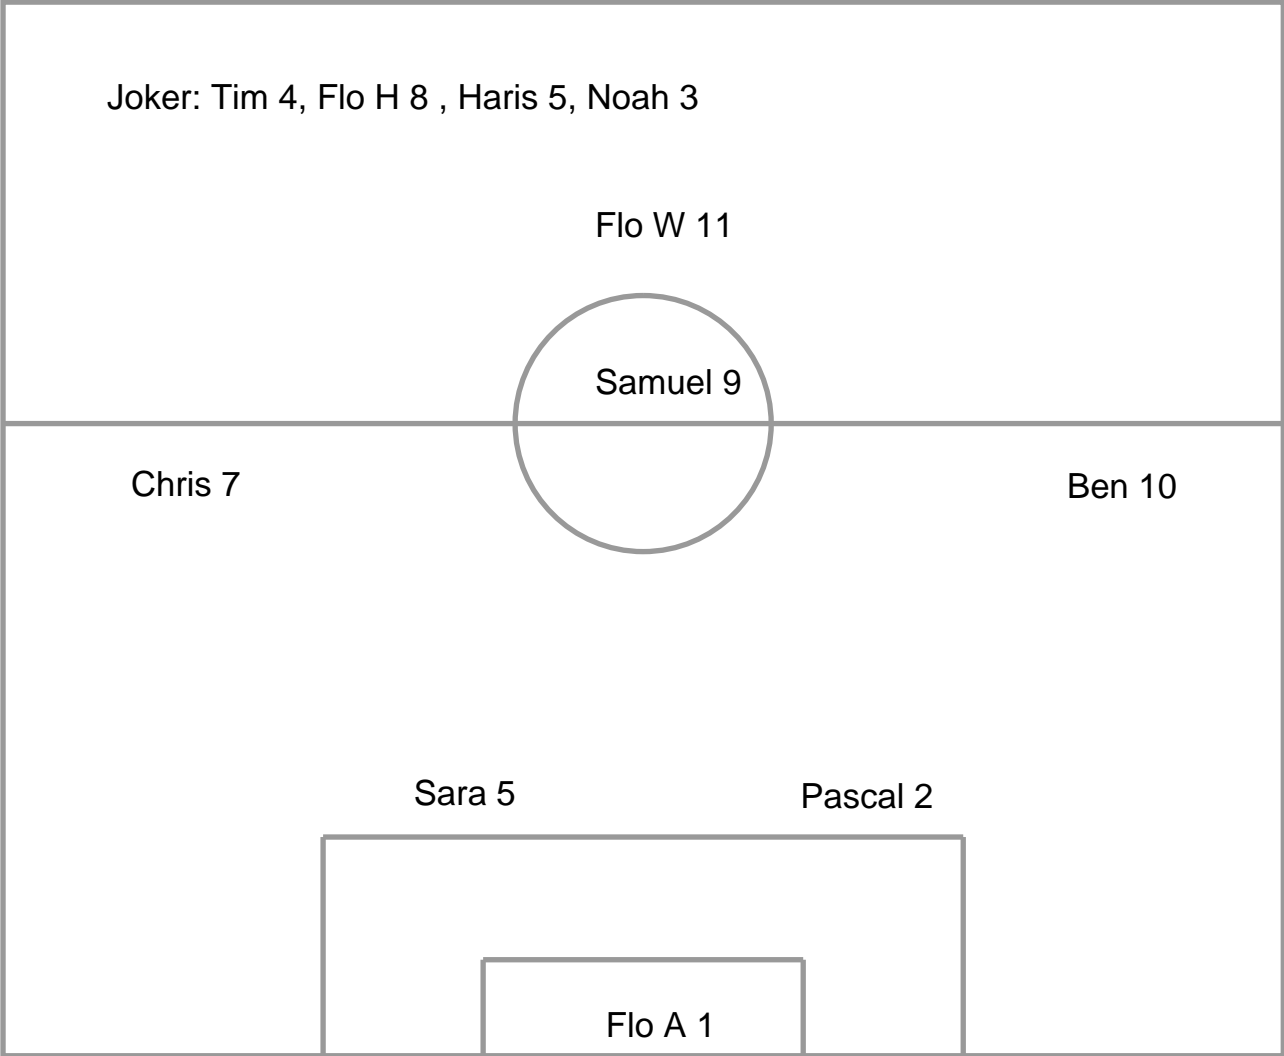 Joker: Tim 4, Flo H 8 , Haris 5, Noah 3
Flo W 11
Samuel 9
Chris 7
Ben 10
Sara 5
Pascal 2
Flo A 1